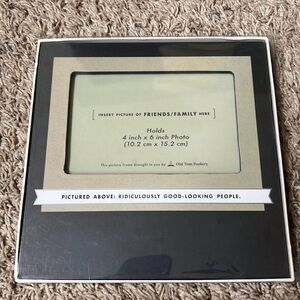 [ INSERT PICTURE OF FRIENDS/FAMILY HERE ]
Holds
4 inch x 6 inch Photo
(10.2 cm x 15.2 cm)
This picture frame brought to you by Old Tom Foolery
PICTURED ABOVE: RIDICULOUSLY GOOD-LOOKING PEOPLE.